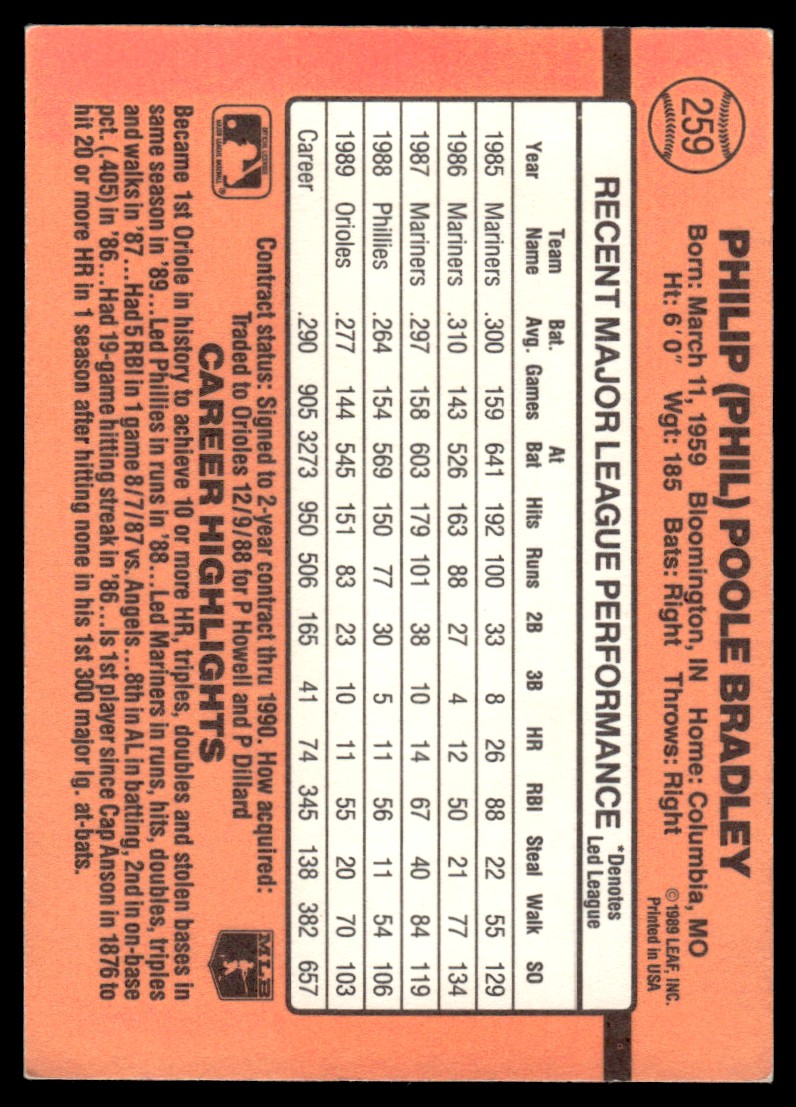 259
PHILIP (PHIL) POOLE BRADLEY
Born: March 11, 1959 Bloomington, IN Home: Columbia, MO
Ht: 6'0" Wgt: 185 Bats: Right Throws: Right
© 1989 LEAF, INC.
Printed in USA
RECENT MAJOR LEAGUE PERFORMANCE *Denotes
Led League
Team Bat. At
Year Name Avg. Games Bat Hits Runs 2B 3B HR RBI Steal Walk SO
1985 Mariners .300 159 641 192 100 33 8 26 88 22 55 129
1986 Mariners .310 143 526 163 88 27 4 12 50 21 77 134
1987 Mariners .297 158 603 179 101 38 10 14 67 40 84 119
1988 Phillies .264 154 569 150 77 30 5 11 56 11 54 106
1989 Orioles .277 144 545 151 83 23 10 11 55 20 70 103
Career .290 905 3273 950 506 165 41 74 345 138 382 657
OFFICIAL LICENSEE
MAJOR LEAGUE BASEBALL
®
Contract status: Signed to 2-year contract thru 1990. How acquired:
Traded to Orioles 12/9/88 for P Howell and P Dillard
MLB
CAREER HIGHLIGHTS
Became 1st Oriole in history to achieve 10 or more HR, triples, doubles and stolen bases in
same season in '89...Led Phillies in runs in '88...Led Mariners in runs, hits, doubles, triples
and walks in '87...Had 5 RBI in 1 game 8/7/87 vs. Angels...8th in AL in batting, 2nd in on-base
pct. (.405) in '86...Had 19-game hitting streak in '86...Is 1st player since Cap Anson in 1876 to
hit 20 or more HR in 1 season after hitting none in his 1st 300 major lg. at-bats.